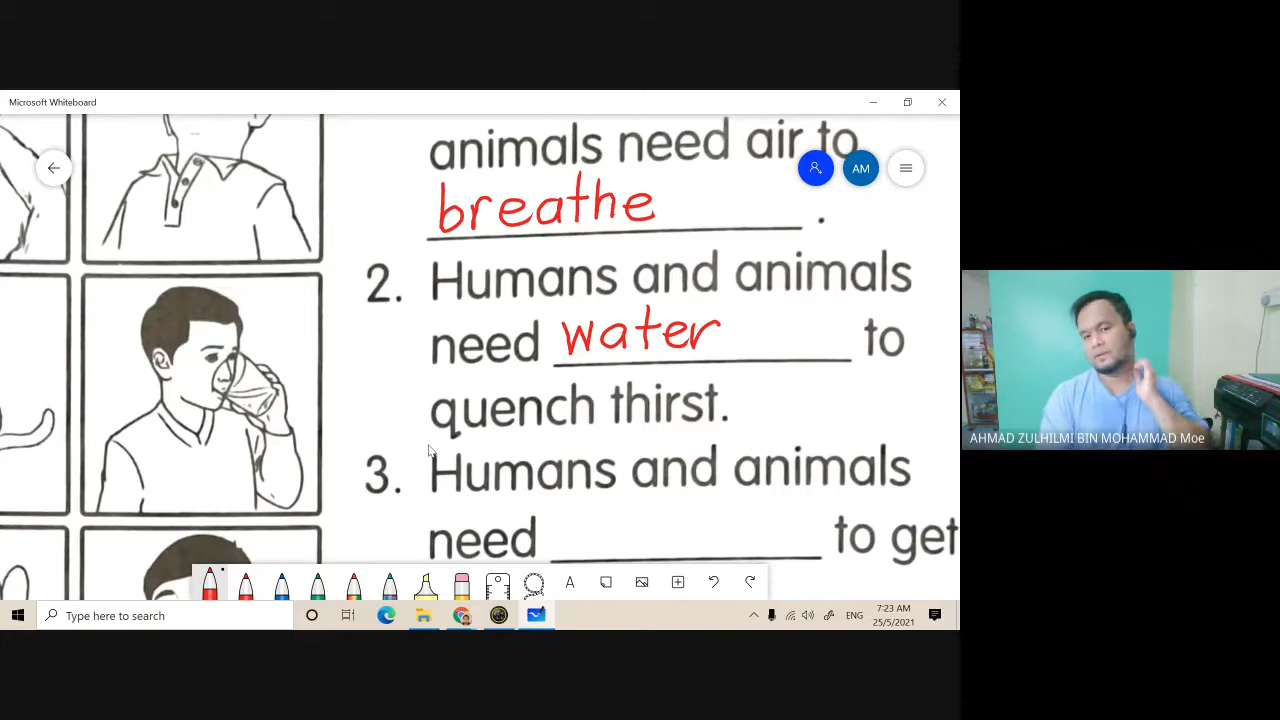 Microsoft Whiteboard
animals need air to
breathe .
AM
2. Humans and animals
need water to
quench thirst.
3. Humans and animals
need ________ to get
AHMAD ZULHILMI BIN MOHAMMAD Moe
A
Type here to search
ENG
7:23 AM
25/5/2021